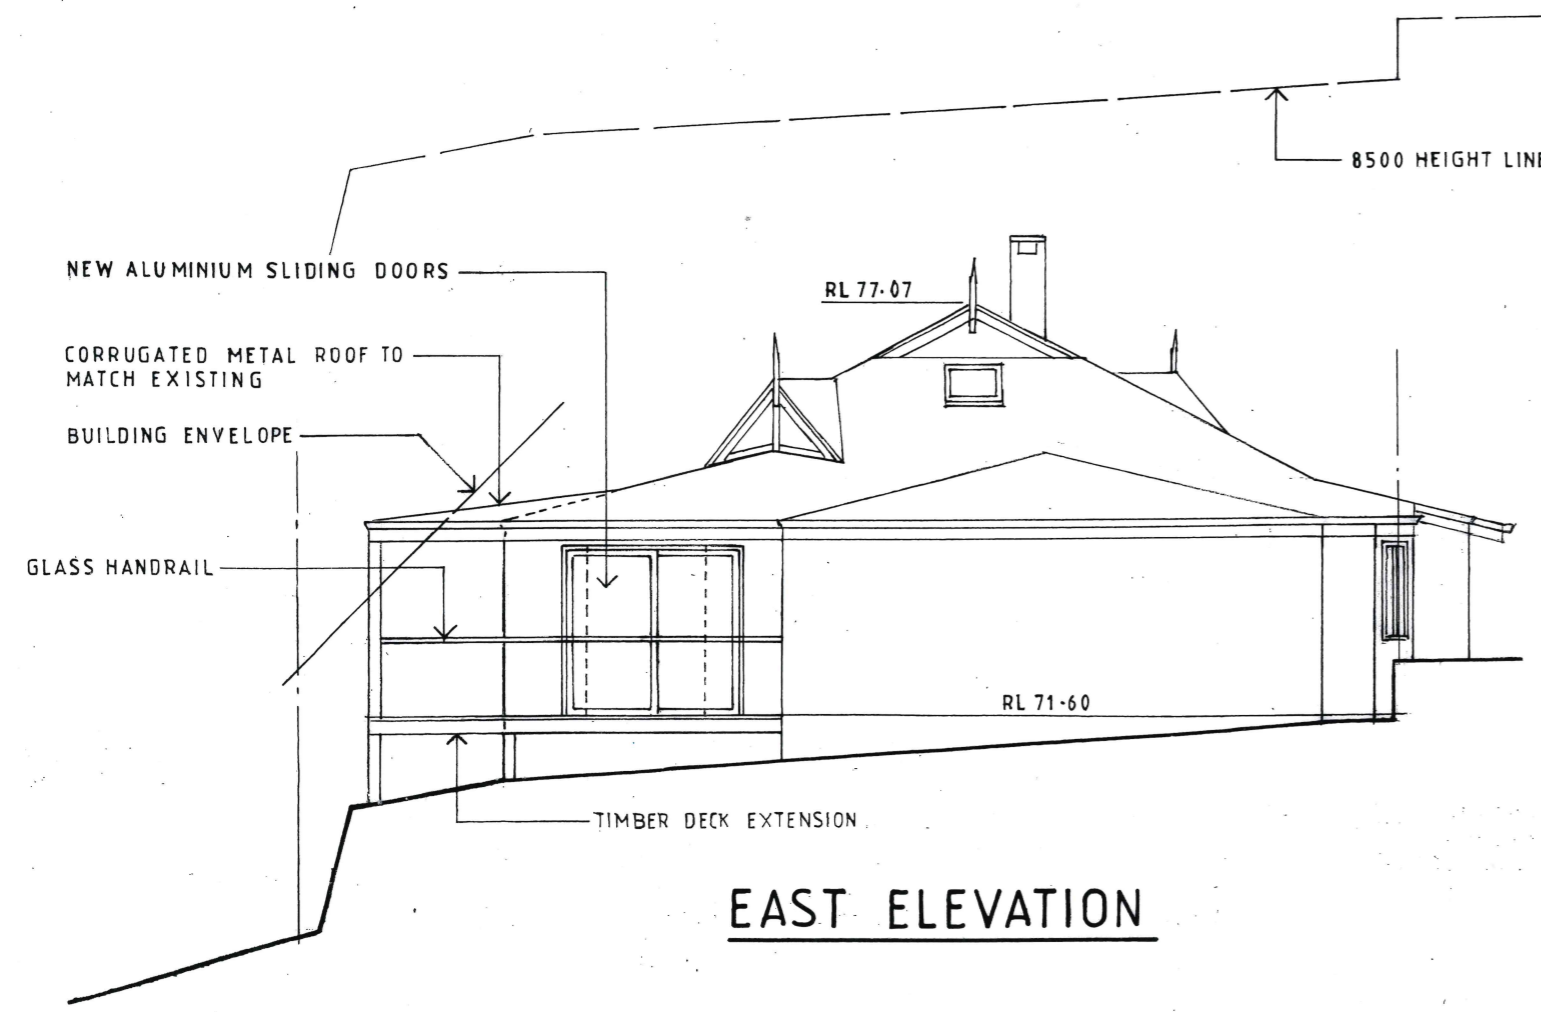 8500 HEIGHT LINE
NEW ALUMINIUM SLIDING DOORS
RL 77.07
CORRUGATED METAL ROOF TO
MATCH EXISTING
BUILDING ENVELOPE
GLASS HANDRAIL
RL 71.60
TIMBER DECK EXTENSION
EAST ELEVATION